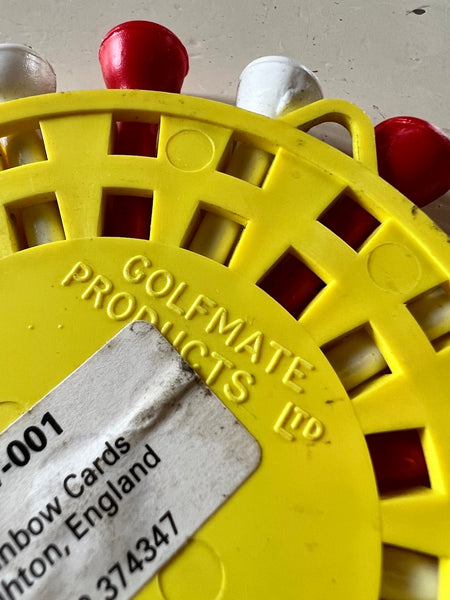 GOLFMATE
PRODUCTS LTD
-001
nbow Cards
hton, England
374347